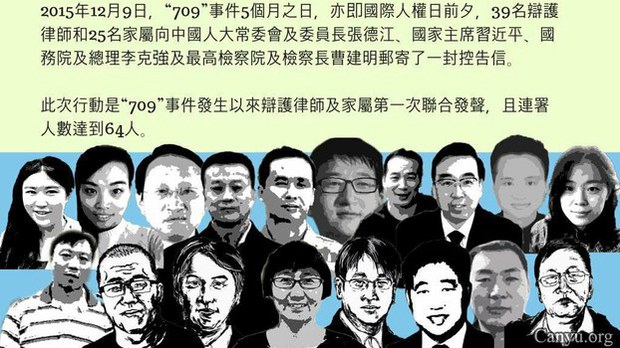 2015年12月9日，“709”事件5個月之日，亦即國際人權日前夕，39名辯護
律師和25名家屬向中國人大常委會及委員長張德江、國家主席習近平、國
務院及總理李克強及最高檢察院及檢察長曹建明郵寄了一封控告信。
此次行動是“709”事件發生以來辯護律師及家屬第一次聯合發聲，且連署
人數達到64人。
Canyu.org